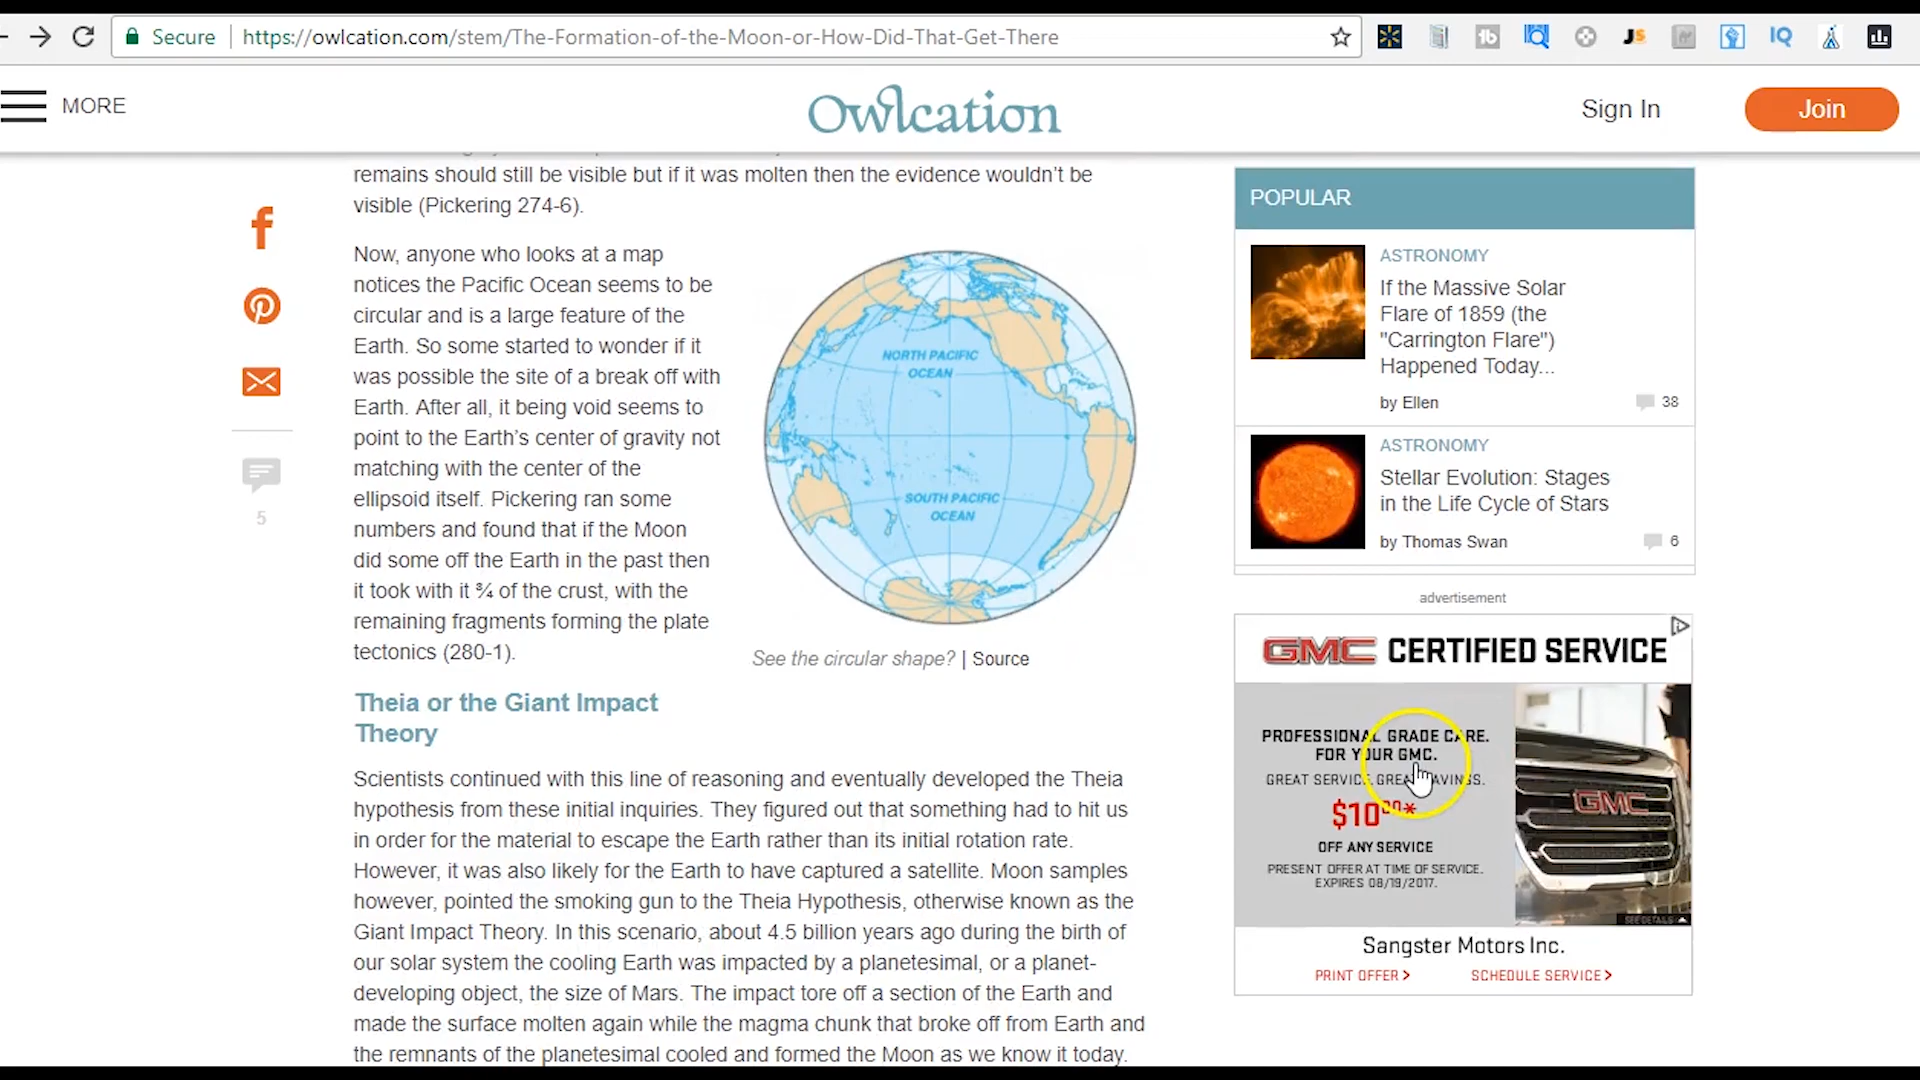 Secure
https://owlcation.com/stem/The-Formation-of-the-Moon-or-How-Did-That-Get-There
IQ
MORE
Owlcation
Sign In
Join
remains should still be visible but if it was molten then the evidence wouldn't be
visible (Pickering 274-6).
Now, anyone who looks at a map
notices the Pacific Ocean seems to be
circular and is a large feature of the
Earth. So some started to wonder if it
was possible the site of a break off with
Earth. After all, it being void seems to
point to the Earth's center of gravity not
matching with the center of the
ellipsoid itself. Pickering ran some
numbers and found that if the Moon
did some off the Earth in the past then
it took with it ¾ of the crust, with the
remaining fragments forming the plate
tectonics (280-1).
NORTH PACIFIC
OCEAN
SOUTH PACIFIC
OCEAN
See the circular shape? | Source
Theia or the Giant Impact
Theory
Scientists continued with this line of reasoning and eventually developed the Theia
hypothesis from these initial inquiries. They figured out that something had to hit us
in order for the material to escape the Earth rather than its initial rotation rate.
However, it was also likely for the Earth to have captured a satellite. Moon samples
however, pointed the smoking gun to the Theia Hypothesis, otherwise known as the
Giant Impact Theory. In this scenario, about 4.5 billion years ago during the birth of
our solar system the cooling Earth was impacted by a planetesimal, or a planet-
developing object, the size of Mars. The impact tore off a section of the Earth and
made the surface molten again while the magma chunk that broke off from Earth and
the remnants of the planetesimal cooled and formed the Moon as we know it today.
5
POPULAR
ASTRONOMY
If the Massive Solar
Flare of 1859 (the
"Carrington Flare")
Happened Today...
by Ellen
38
ASTRONOMY
Stellar Evolution: Stages
in the Life Cycle of Stars
by Thomas Swan
6
advertisement
GMC CERTIFIED SERVICE
PROFESSIONAL GRADE CARE.
FOR YOUR GMC.
GREAT SERVICE. GREAT SAVINGS.
$10.00*
OFF ANY SERVICE
PRESENT OFFER AT TIME OF SERVICE.
EXPIRES 08/19/2017.
GMC
SEE DETAILS
Sangster Motors Inc.
PRINT OFFER >
SCHEDULE SERVICE >